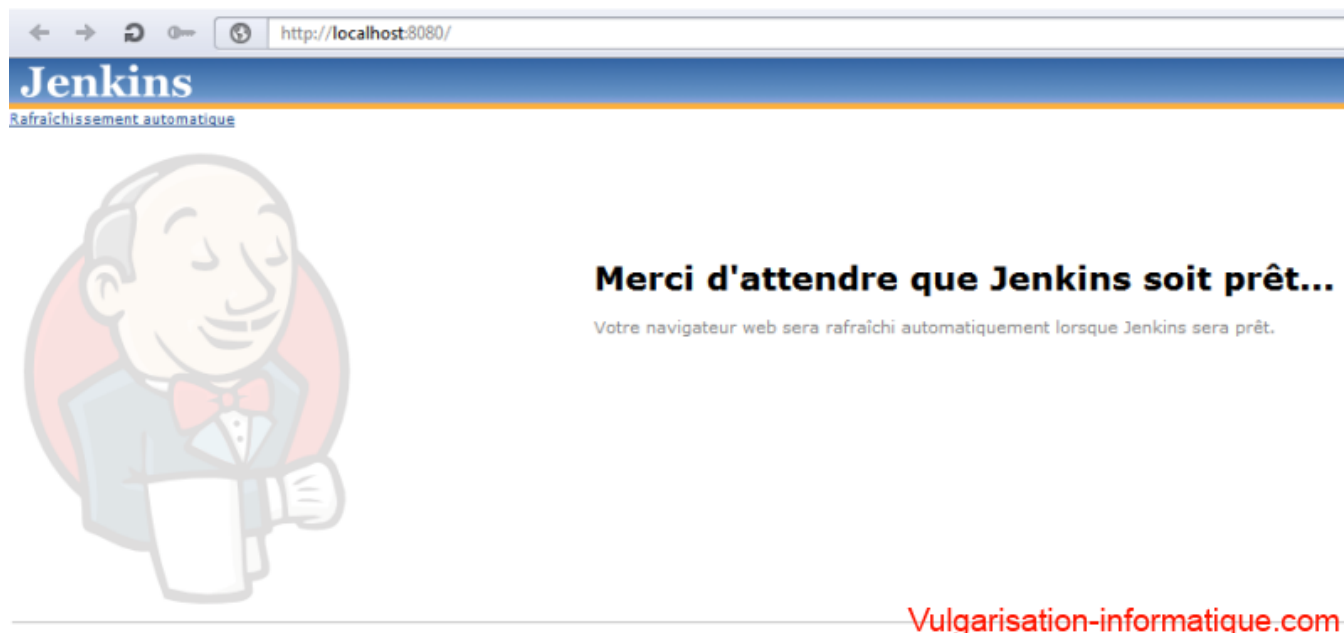 http://localhost:8080/
Jenkins
Rafraîchissement automatique
Merci d'attendre que Jenkins soit prêt...
Votre navigateur web sera rafraîchi automatiquement lorsque Jenkins sera prêt.
Vulgarisation-informatique.com